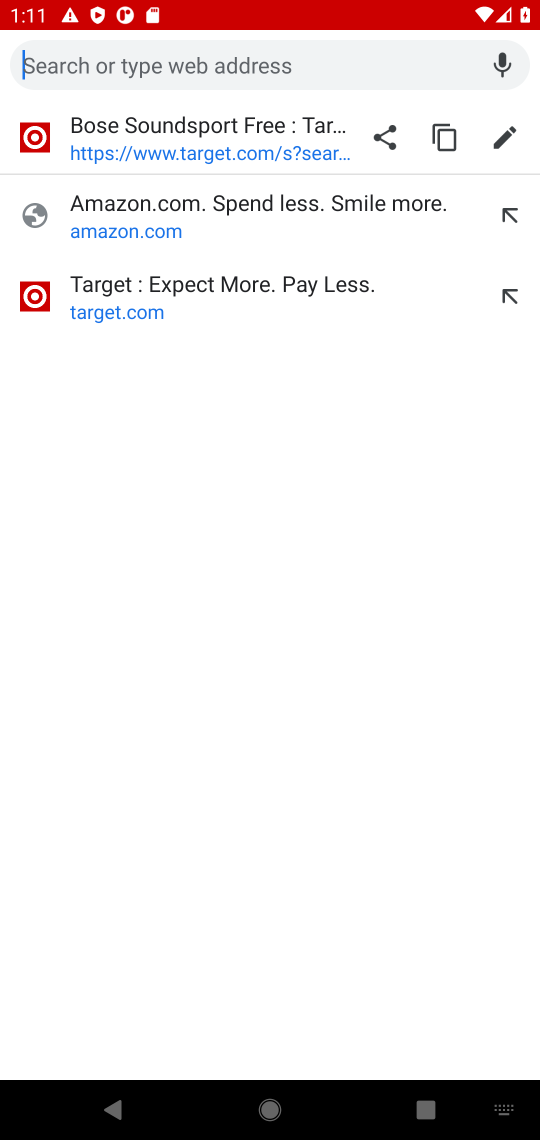 1:11
Search or type web address
Bose Soundsport Free : Tar...
https://www.target.com/s?sear...
Amazon.com. Spend less. Smile more.
amazon.com
Target : Expect More. Pay Less.
target.com